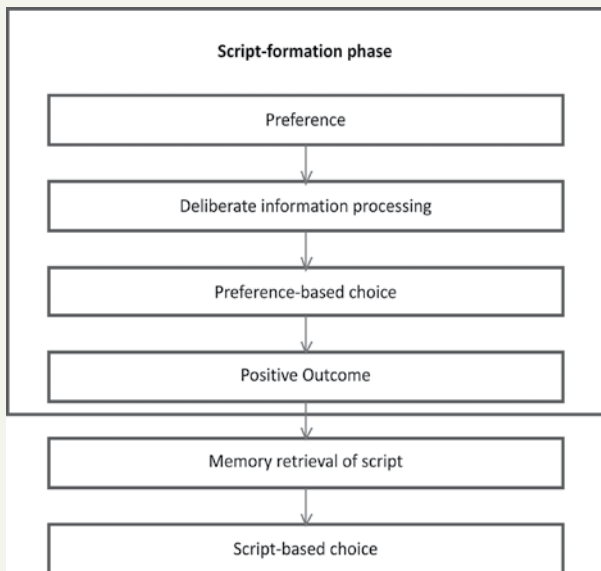 Script-formation phase
Preference
Deliberate information processing
Preference-based choice
Positive Outcome
Memory retrieval of script
Script-based choice